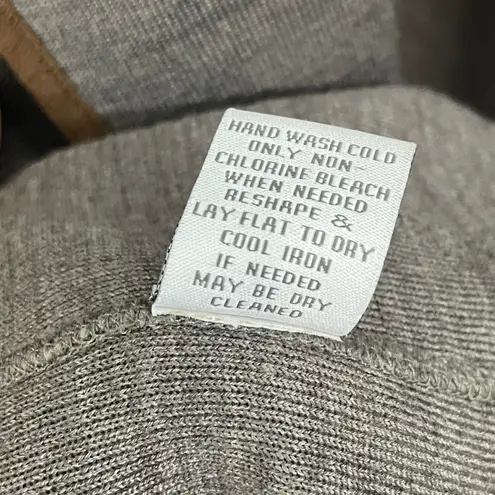 HAND WASH COLD
ONLY NON-
CHLORINE BLEACH
WHEN NEEDED
RESHAPE &
LAY FLAT TO DRY
COOL IRON
IF NEEDED
MAY BE DRY
CLEANED